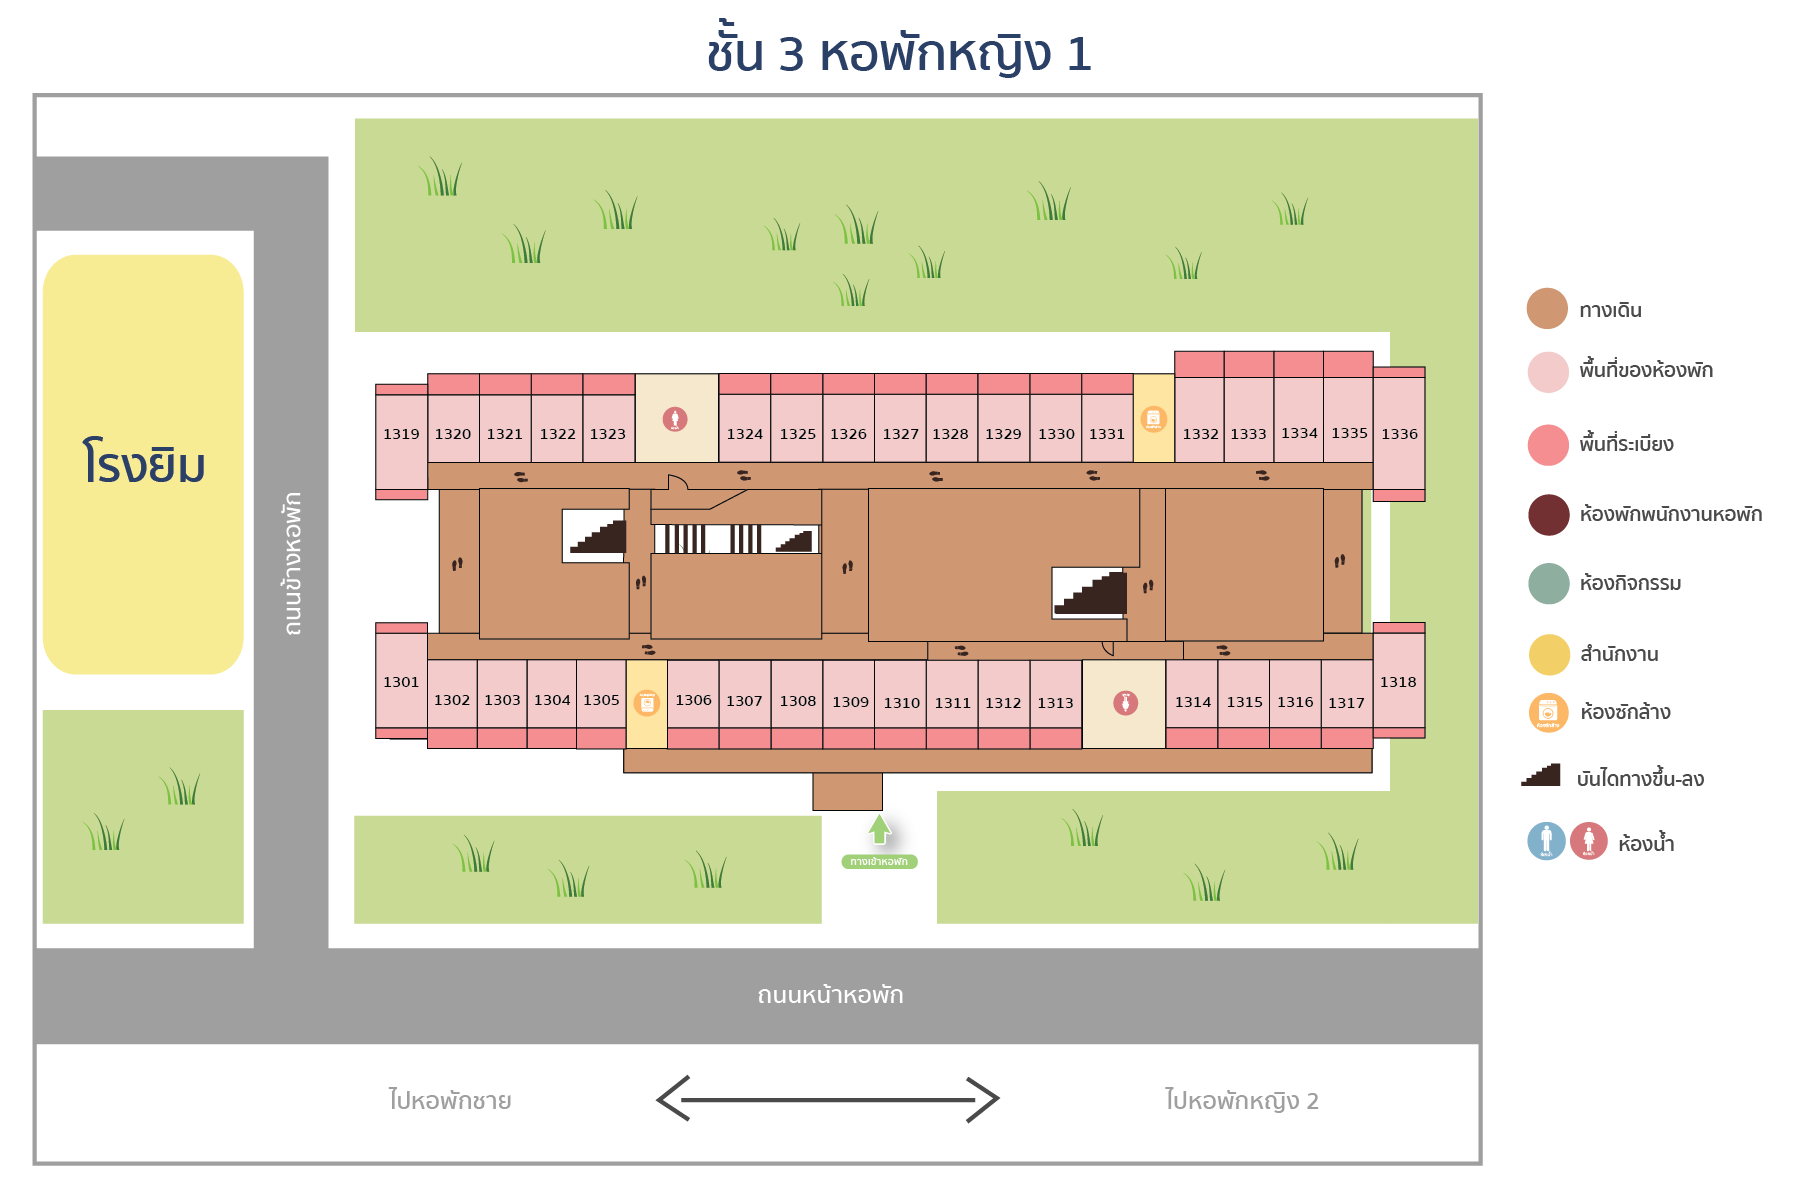 ชั้น 3 หอพักหญิง 1
โรงยิม
ถนนข้างหอพัก
1319 1320 1321 1322 1323 1324 1325 1326 1327 1328 1329 1330 1331 1332 1333 1334 1335 1336
1301 1302 1303 1304 1305 1306 1307 1308 1309 1310 1311 1312 1313 1314 1315 1316 1317 1318
ทางเข้าหอพัก
ถนนหน้าหอพัก
ไปหอพักชาย
ไปหอพักหญิง 2
ทางเดิน
พื้นที่ของห้องพัก
พื้นที่ระเบียง
ห้องพักพนักงานหอพัก
ห้องกิจกรรม
สำนักงาน
ห้องซักล้าง
บันไดทางขึ้น-ลง
ห้องน้ำ